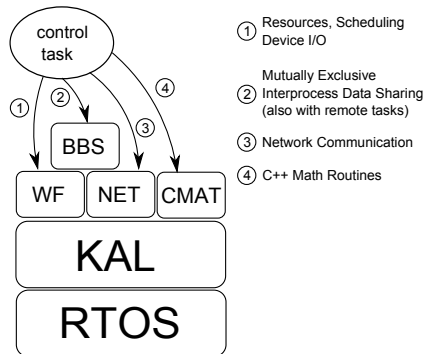 control
task
1
2
3
4
BBS
WF
NET
CMAT
KAL
RTOS
1 Resources, Scheduling
Device I/O
Mutually Exclusive
2 Interprocess Data Sharing
(also with remote tasks)
3 Network Communication
4 C++ Math Routines